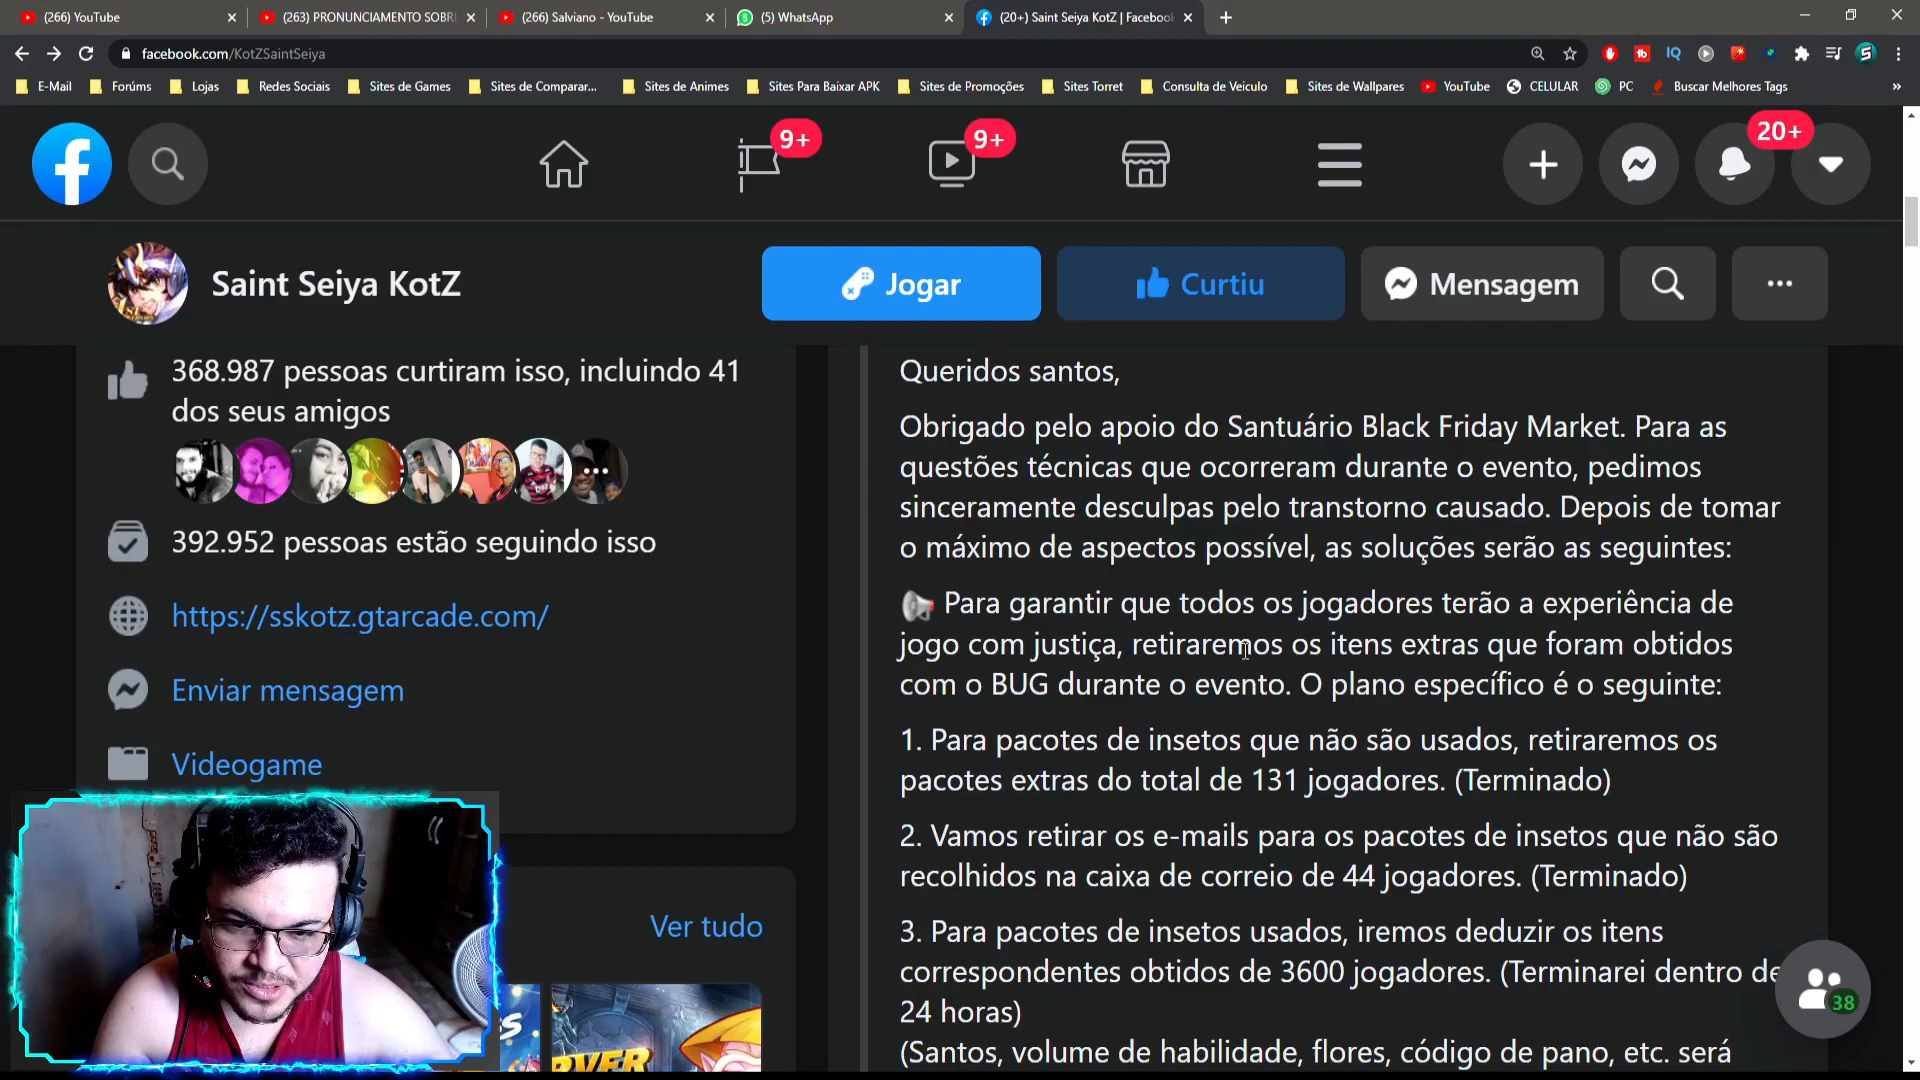 (266) YouTube
(263) PRONUNCIAMENTO SOBRE
(266) Salviano - YouTube
(5) WhatsApp
(20+) Saint Seiya KotZ | Facebook
facebook.com/KotZSaintSeiya
E-Mail
Forúms
Lojas
Redes Sociais
Sites de Games
Sites de Comparar...
Sites de Animes
Sites Para Baixar APK
Sites de Promoções
Sites Torret
Consulta de Veiculo
Sites de Wallpares
YouTube
CELULAR
PC
Buscar Melhores Tags
9+
9+
20+
Saint Seiya KotZ
Jogar
Curtiu
Mensagem
368.987 pessoas curtiram isso, incluindo 41
dos seus amigos
392.952 pessoas estão seguindo isso
https://sskotz.gtarcade.com/
Enviar mensagem
Videogame
Ver tudo
Queridos santos,
Obrigado pelo apoio do Santuário Black Friday Market. Para as
questões técnicas que ocorreram durante o evento, pedimos
sinceramente desculpas pelo transtorno causado. Depois de tomar
o máximo de aspectos possível, as soluções serão as seguintes:
Para garantir que todos os jogadores terão a experiência de
jogo com justiça, retiraremos os itens extras que foram obtidos
com o BUG durante o evento. O plano específico é o seguinte:
1. Para pacotes de insetos que não são usados, retiraremos os
pacotes extras do total de 131 jogadores. (Terminado)
2. Vamos retirar os e-mails para os pacotes de insetos que não são
recolhidos na caixa de correio de 44 jogadores. (Terminado)
3. Para pacotes de insetos usados, iremos deduzir os itens
correspondentes obtidos de 3600 jogadores. (Terminarei dentro de
24 horas)
(Santos, volume de habilidade, flores, código de pano, etc. será
38